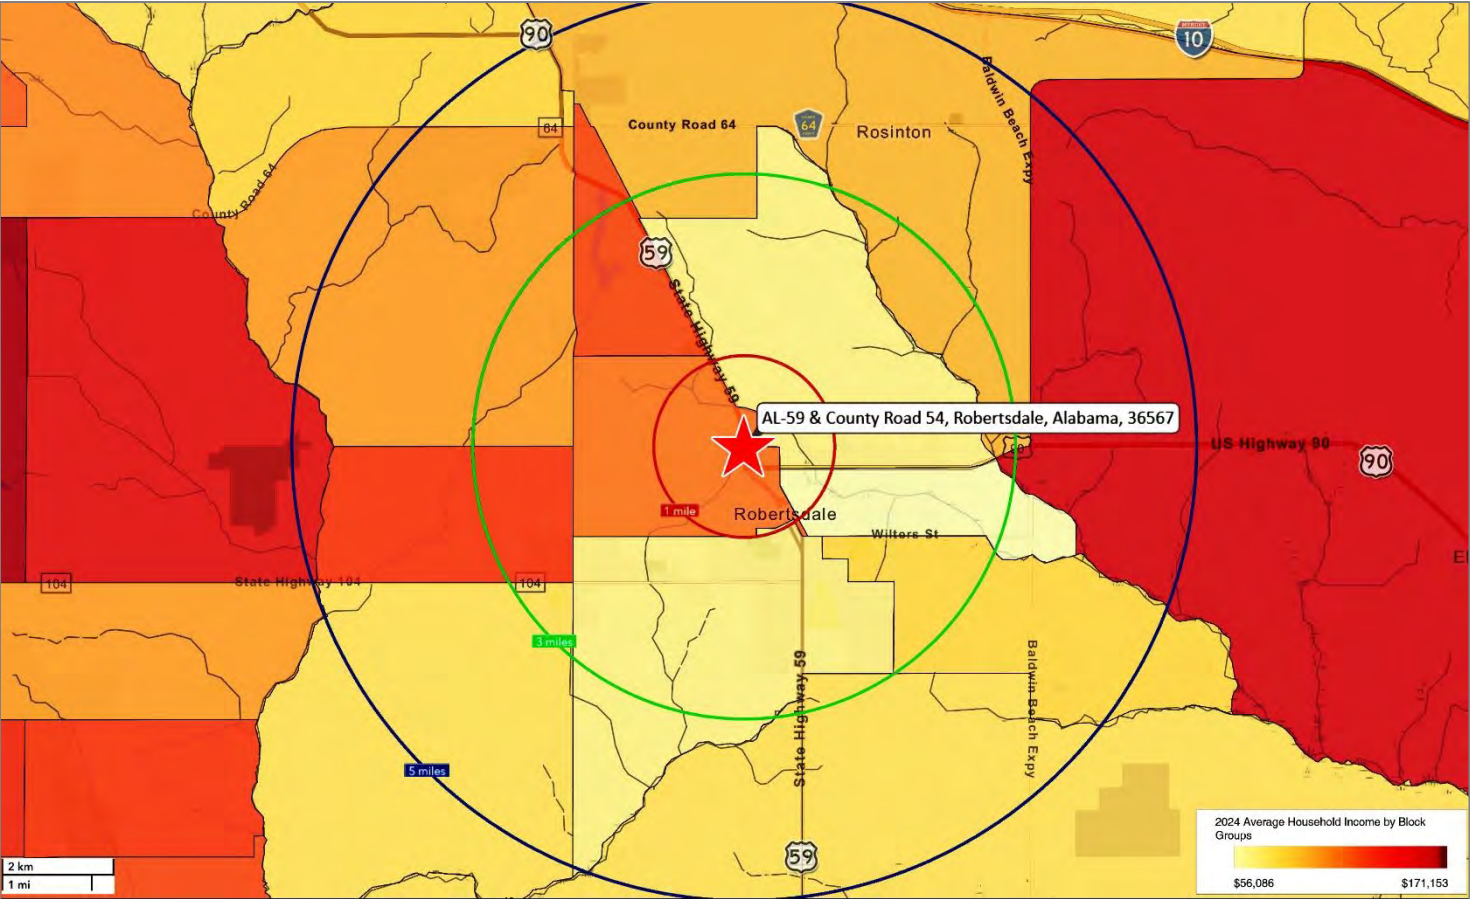 90
INTERSTATE
10
Baldwin Beach Expy
64
County Road 64
64
Rosinton
County Road 64
59
State Highway 59
AL-59 & County Road 54, Robertsdale, Alabama, 36567
90
US Highway 90
90
1 mile
Robertsdale
Wilters St
104
State Highway 104
104
3 miles
State Highway 59
Baldwin Beach Expy
5 miles
59
2 km
1 mi
2024 Average Household Income by Block
Groups
$56,086
$171,153